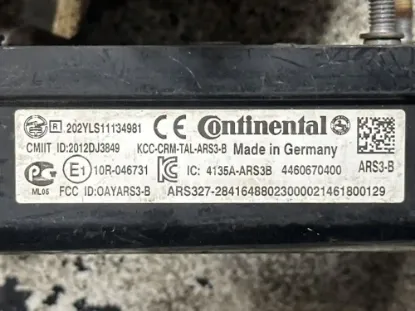 R 202YLS11134981 CE Continental
CMIIT ID:2012DJ3849 KCC-CRM-TAL-ARS3-B Made in Germany
E1 10R-046731 IC: 4135A-ARS3B 4460670400 ARS3-B
ML05 FCC ID:OAYARS3-B ARS327-28416488023000021461800129